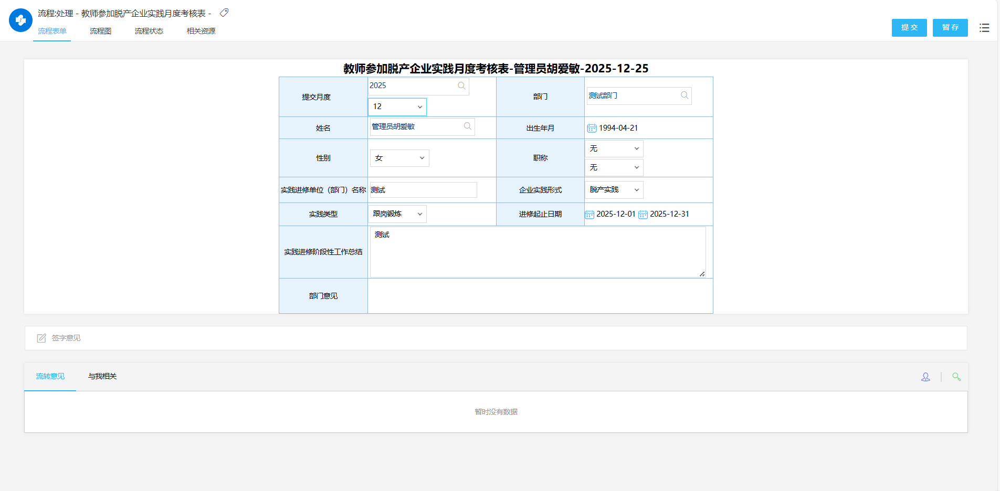 流程:处理 - 教师参加脱产企业实践月度考核表 -
流程表单 流程图 流程状态 相关资源
提交 暂存
教师参加脱产企业实践月度考核表-管理员胡爱敏-2025-12-25
提交月度 2025 12 部门 测试部门
姓名 管理员胡爱敏 出生年月 1994-04-21
性别 女 职称 无 无
实践进修单位（部门）名称 测试 企业实践形式 脱产实践
实践类型 跟岗锻炼 进修起止日期 2025-12-01 2025-12-31
实践进修阶段性工作总结 测试
部门意见
签字意见
流转意见 与我相关
暂时没有数据